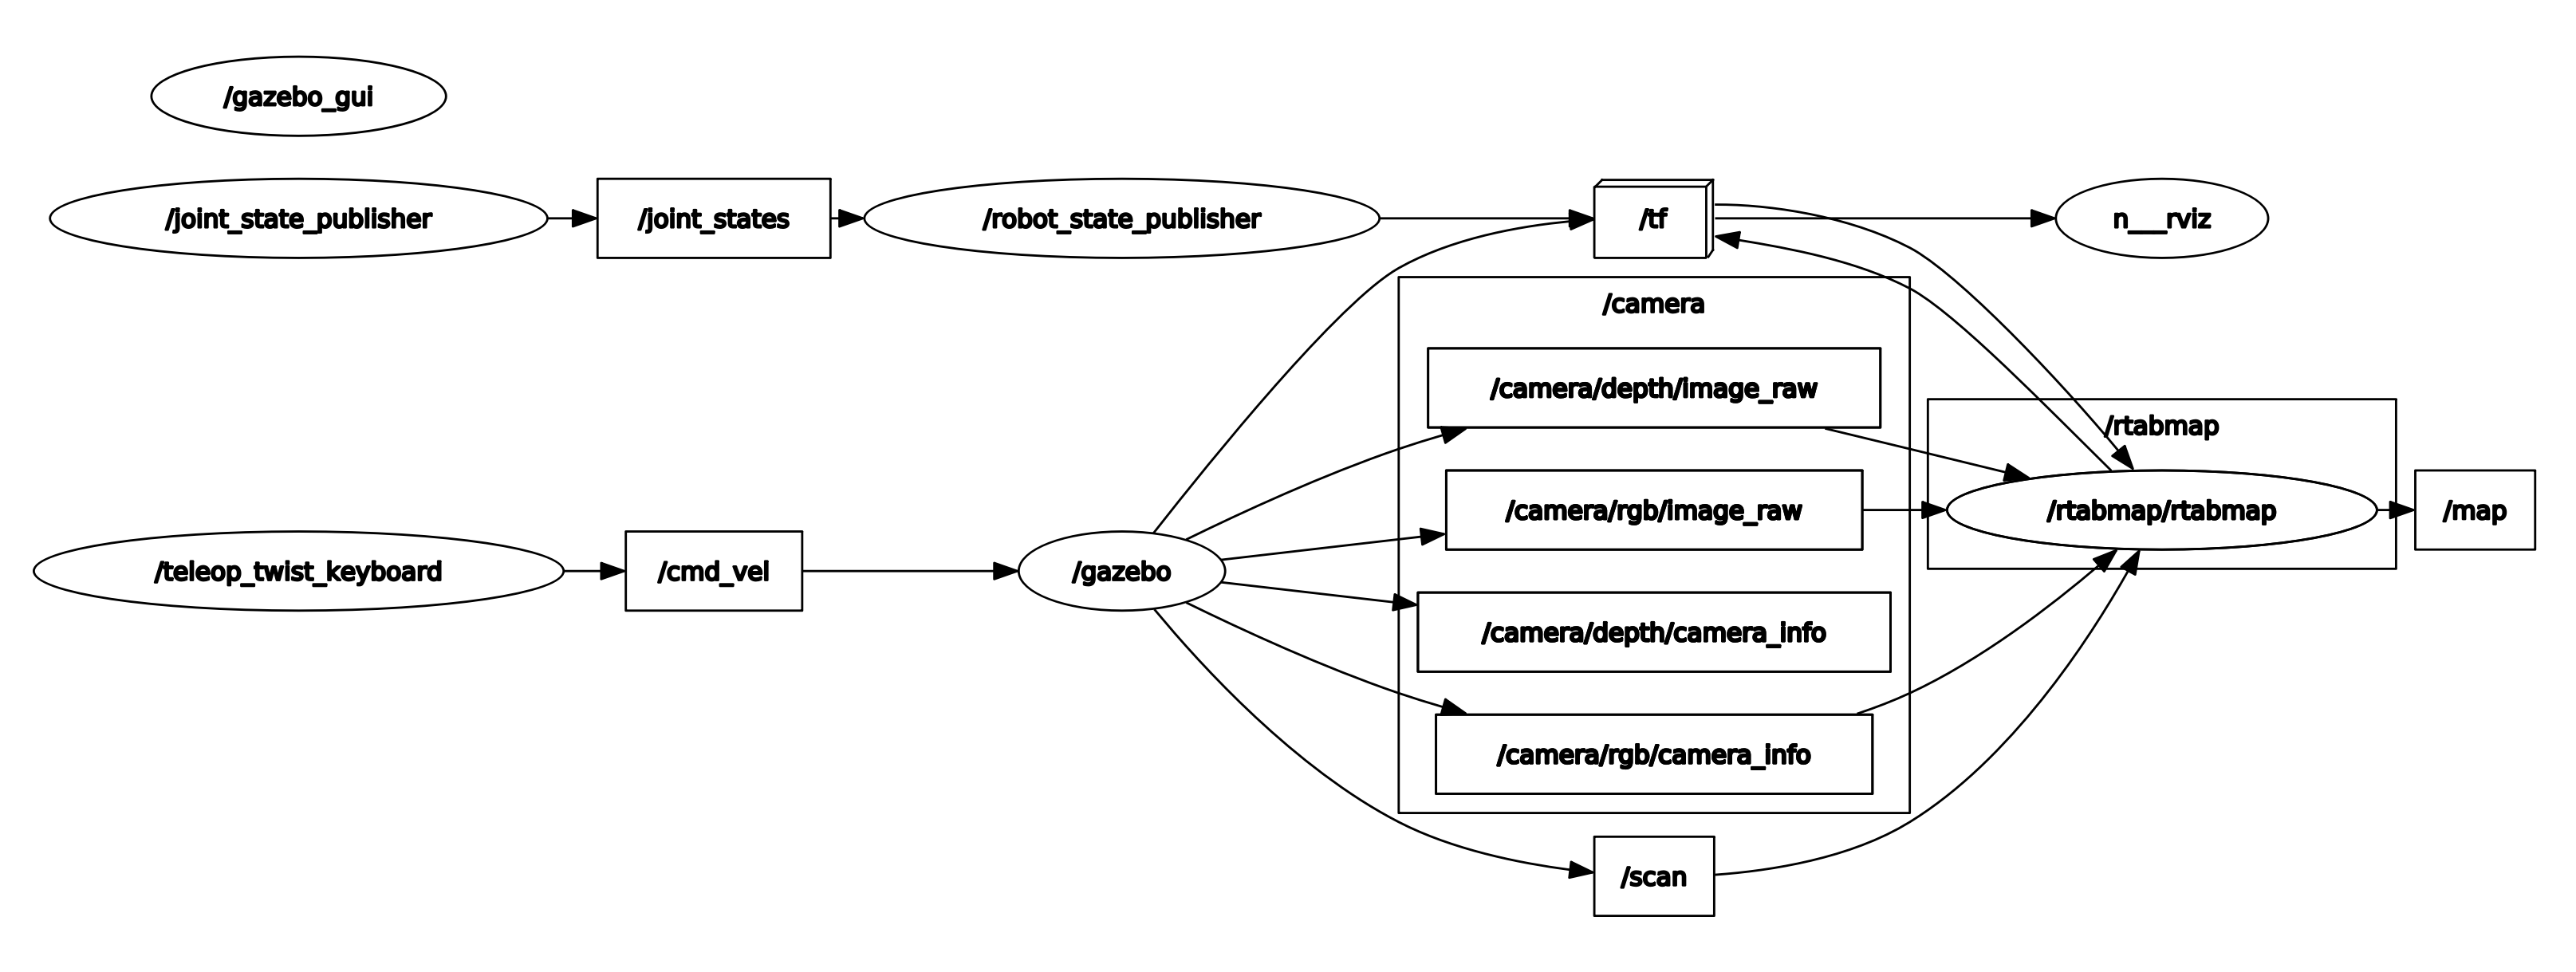 /gazebo_gui
/joint_state_publisher
/joint_states
/robot_state_publisher
/tf
n___rviz
/camera
/camera/depth/image_raw
/rtabmap
/camera/rgb/image_raw
/rtabmap/rtabmap
/map
/teleop_twist_keyboard
/cmd_vel
/gazebo
/camera/depth/camera_info
/camera/rgb/camera_info
/scan